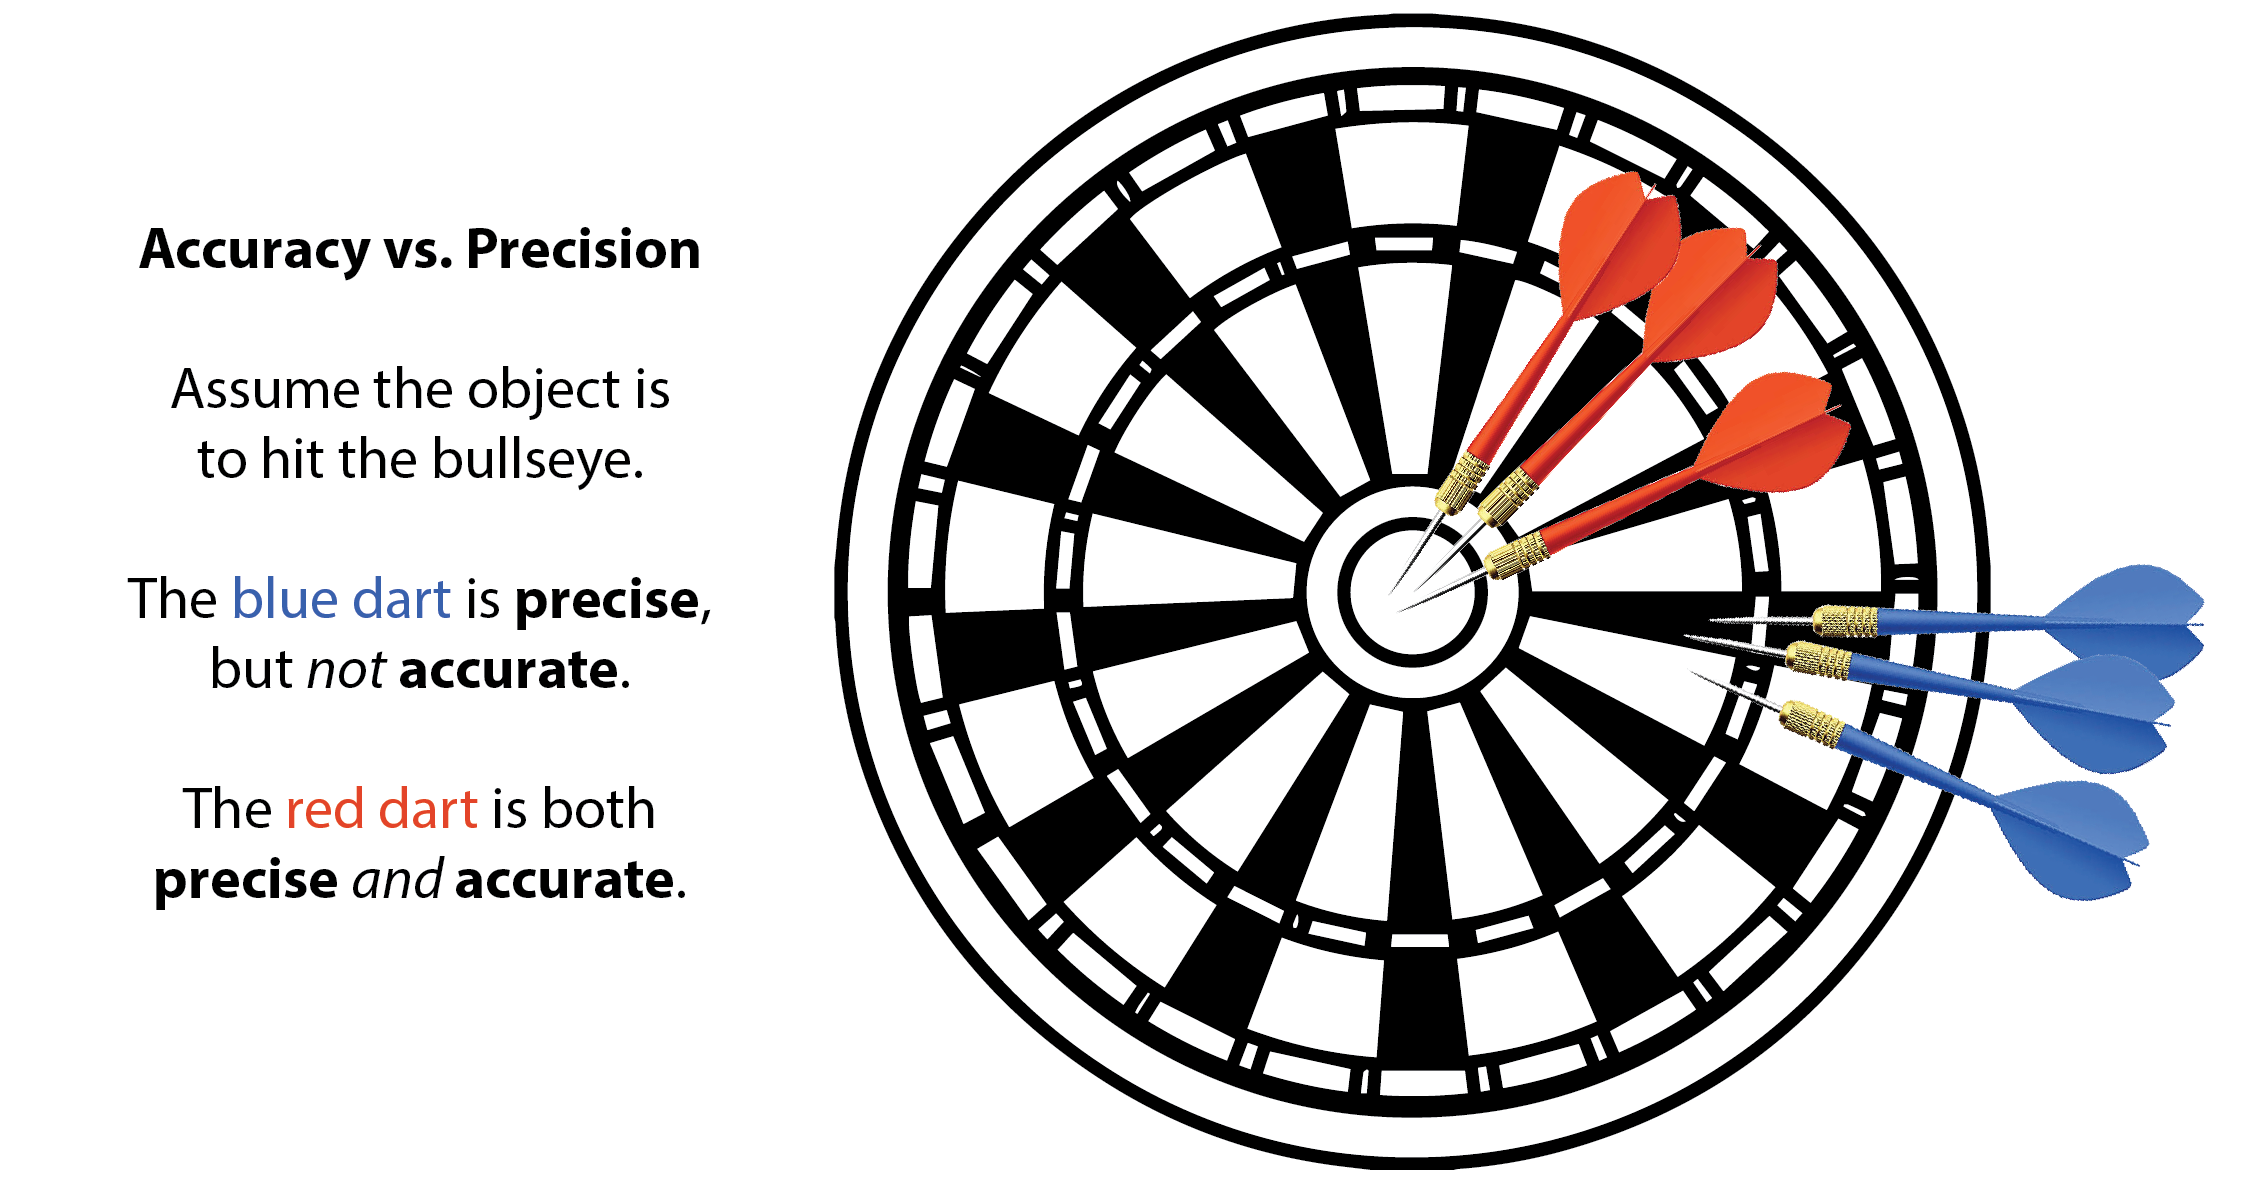 Accuracy vs. Precision
Assume the object is
to hit the bullseye.
The blue dart is precise,
but not accurate.
The red dart is both
precise and accurate.